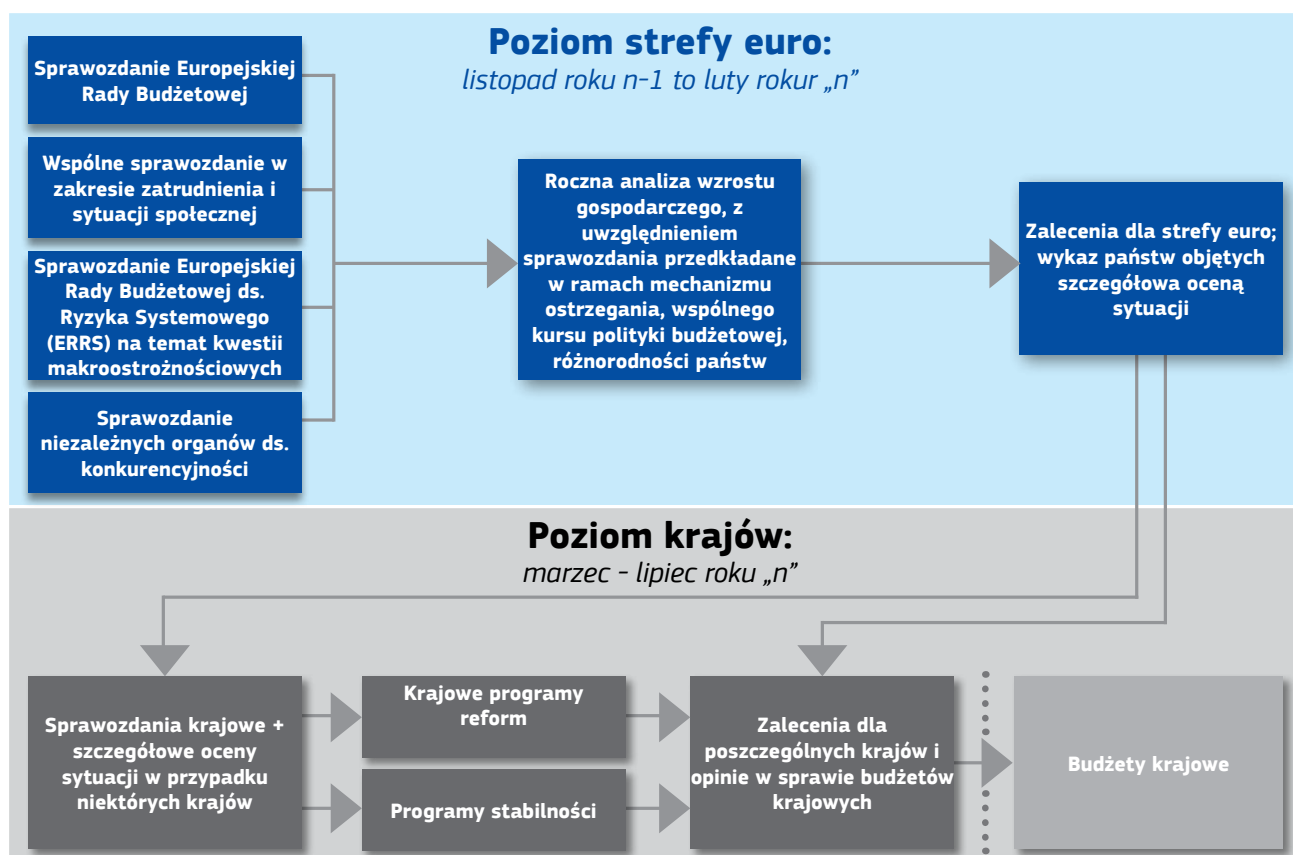 Poziom strefy euro:
listopad roku n-1 to luty rokur „n”
Sprawozdanie Europejskiej
Rady Budżetowej
Wspólne sprawozdanie w
zakresie zatrudnienia i
sytuacji społecznej
Sprawozdanie Europejskiej
Rady Budżetowej ds.
Ryzyka Systemowego
(ERRS) na temat kwestii
makroostrożnościowych
Sprawozdanie
niezależnych organów ds.
konkurencyjności
Roczna analiza wzrostu
gospodarczego, z
uwzględnieniem
sprawozdania przedkładane
w ramach mechanizmu
ostrzegania, wspólnego
kursu polityki budżetowej,
różnorodności państw
Zalecenia dla strefy euro;
wykaz państw objętych
szczegółowa oceną
sytuacji
Poziom krajów:
marzec - lipiec roku „n”
Sprawozdania krajowe +
szczegółowe oceny
sytuacji w przypadku
niektórych krajów
Krajowe programy
reform
Programy stabilności
Zalecenia dla
poszczególnych krajów i
opinie w sprawie budżetów
krajowych
Budżety krajowe